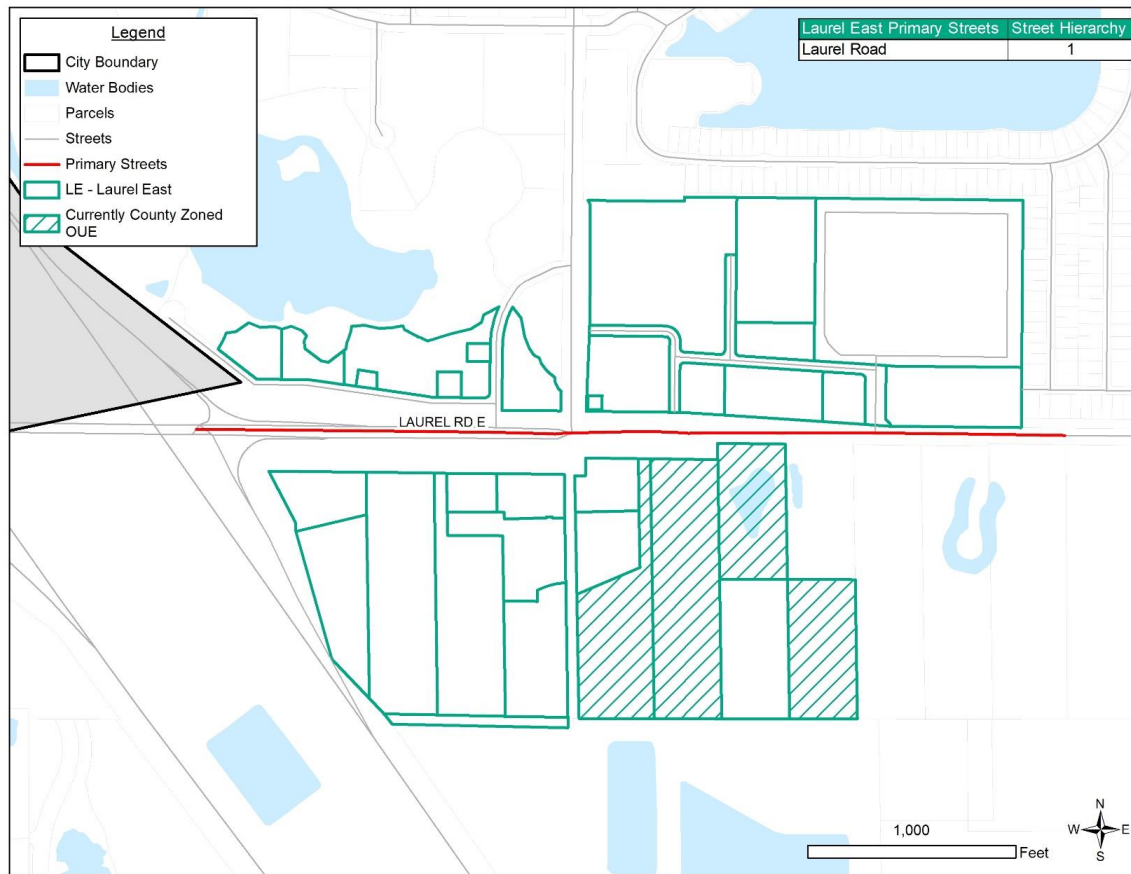 Legend
City Boundary
Water Bodies
Parcels
Streets
Primary Streets
LE - Laurel East
Currently County Zoned
OUE
Laurel East Primary Streets Street Hierarchy
Laurel Road 1
LAUREL RD E
1,000
Feet
N
W E
S